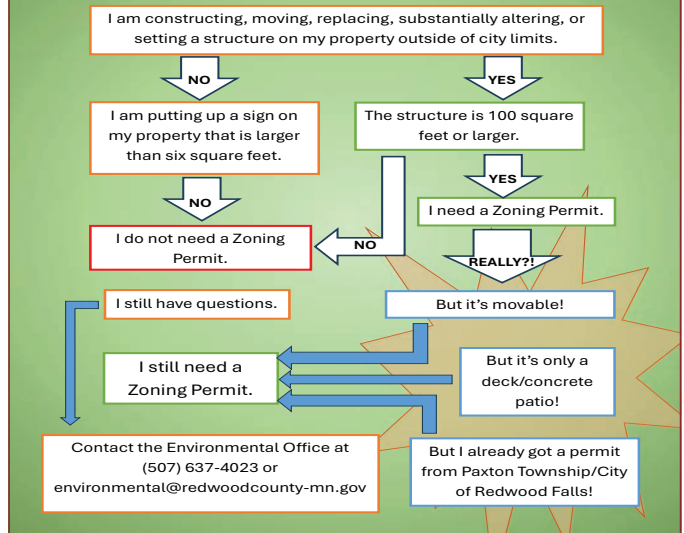 I am constructing, moving, replacing, substantially altering, or
setting a structure on my property outside of city limits.
NO
YES
I am putting up a sign on
my property that is larger
than six square feet.
The structure is 100 square
feet or larger.
NO
YES
I do not need a Zoning
Permit.
NO
I need a Zoning Permit.
REALLY?!
I still have questions.
But it's movable!
I still need a
Zoning Permit.
But it's only a
deck/concrete
patio!
Contact the Environmental Office at
(507) 637-4023 or
environmental@redwoodcounty-mn.gov
But I already got a permit
from Paxton Township/City
of Redwood Falls!